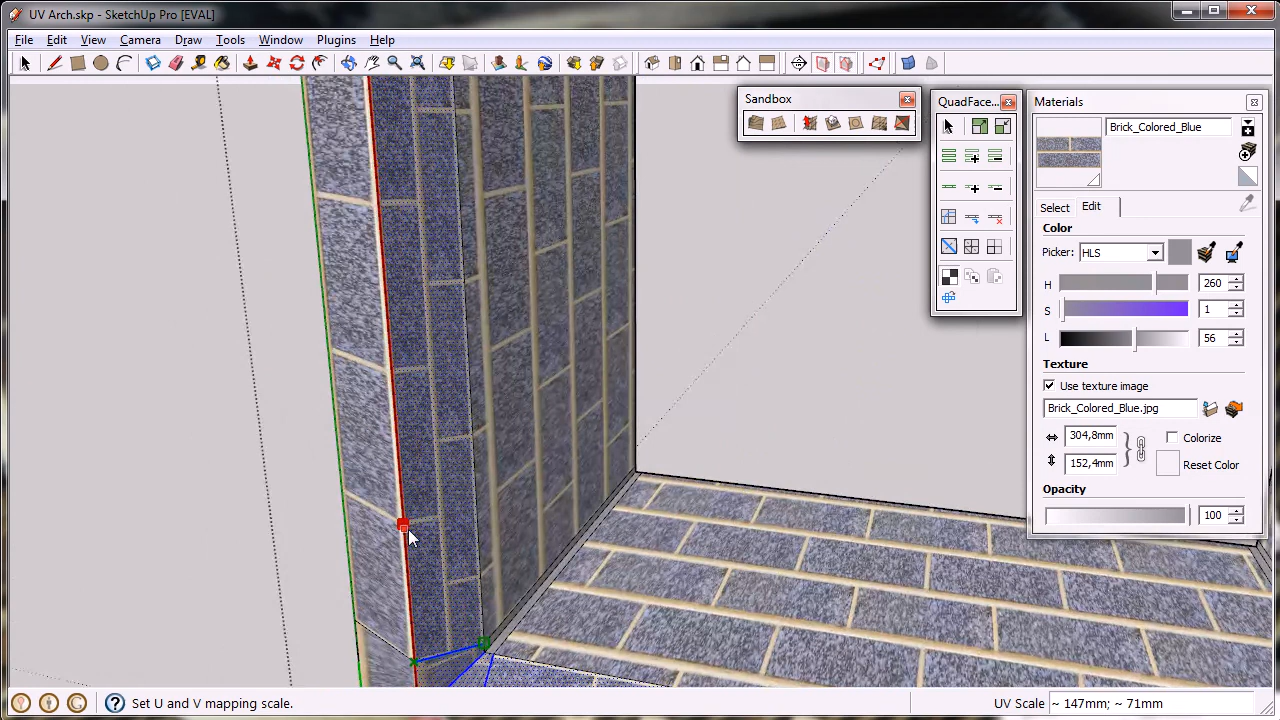 UV Arch.skp - SketchUp Pro [EVAL]
File Edit View Camera Draw Tools Window Plugins Help
Sandbox
QuadFace...
Materials
Brick_Colored_Blue
Select Edit
Color
Picker: HLS
H 260
S 1
L 56
Texture
Use texture image
Brick_Colored_Blue.jpg
304,8mm Colorize
152,4mm Reset Color
Opacity
100
Set U and V mapping scale. UV Scale ~ 147mm; ~ 71mm